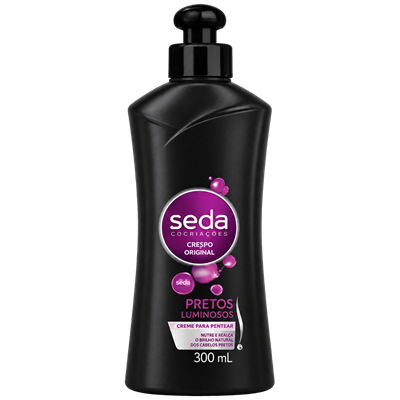 seda
COCRIAÇÕES
CRESPO
ORIGINAL
seda
PRETOS
LUMINOSOS
CREME PARA PENTEAR
NUTRE E REALÇA
O BRILHO NATURAL
DOS CABELOS PRETOS
300 mL